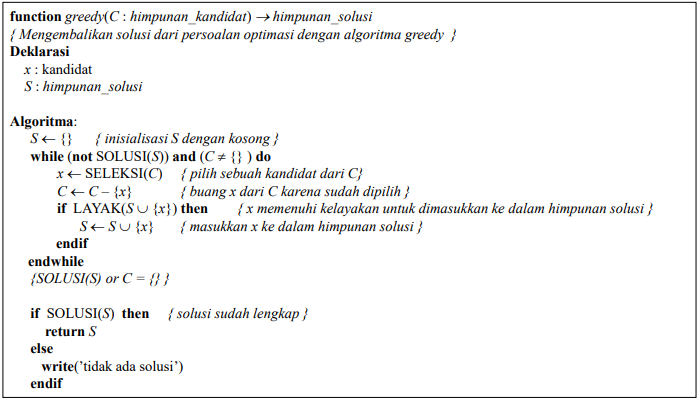 function greedy(C : himpunan_kandidat) → himpunan_solusi
{ Mengembalikan solusi dari persoalan optimasi dengan algoritma greedy }
Deklarasi
x : kandidat
S : himpunan_solusi
Algoritma:
S ← {} { inisialisasi S dengan kosong }
while (not SOLUSI(S)) and (C ≠ {} ) do
x ← SELEKSI(C) { pilih sebuah kandidat dari C}
C ← C – {x} { buang x dari C karena sudah dipilih }
if LAYAK(S ∪ {x}) then { x memenuhi kelayakan untuk dimasukkan ke dalam himpunan solusi }
S ← S ∪ {x} { masukkan x ke dalam himpunan solusi }
endif
endwhile
{SOLUSI(S) or C = {} }
if SOLUSI(S) then { solusi sudah lengkap }
return S
else
write('tidak ada solusi')
endif